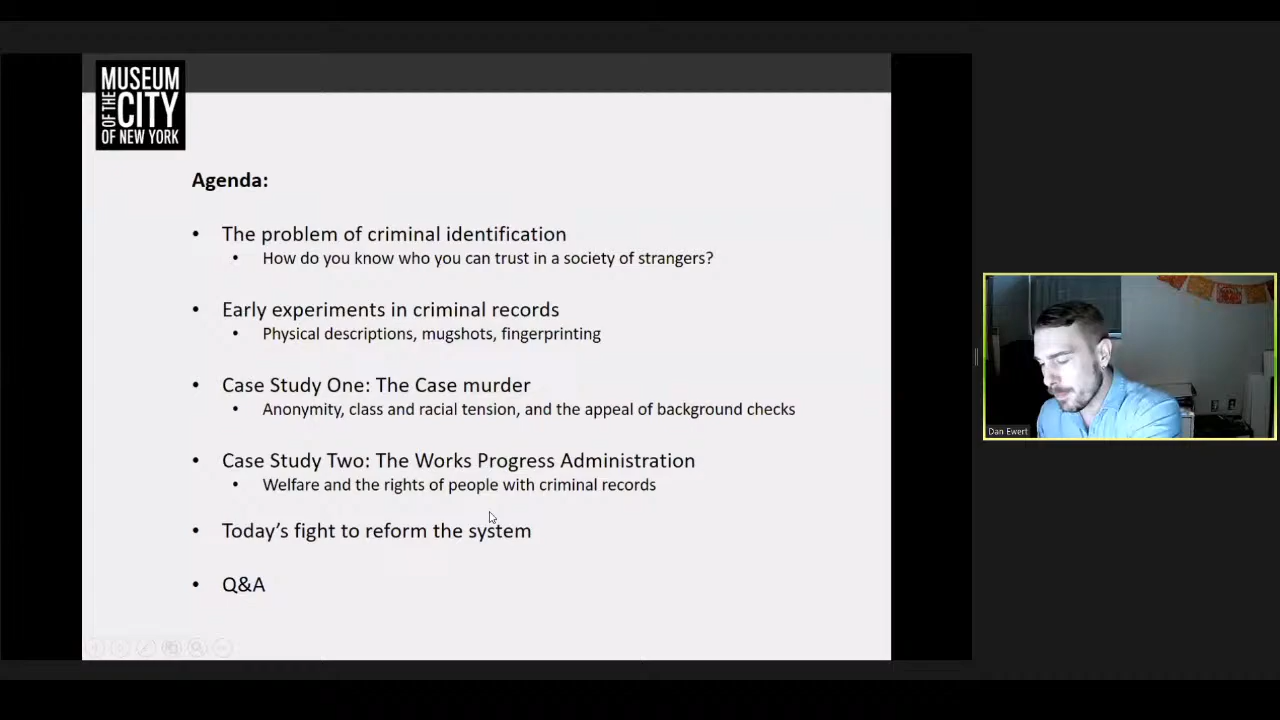 MUSEUM
OF THE
CITY
OF NEW YORK
Agenda:
• The problem of criminal identification
• How do you know who you can trust in a society of strangers?
• Early experiments in criminal records
• Physical descriptions, mugshots, fingerprinting
• Case Study One: The Case murder
• Anonymity, class and racial tension, and the appeal of background checks
• Case Study Two: The Works Progress Administration
• Welfare and the rights of people with criminal records
• Today’s fight to reform the system
• Q&A
Dan Ewert